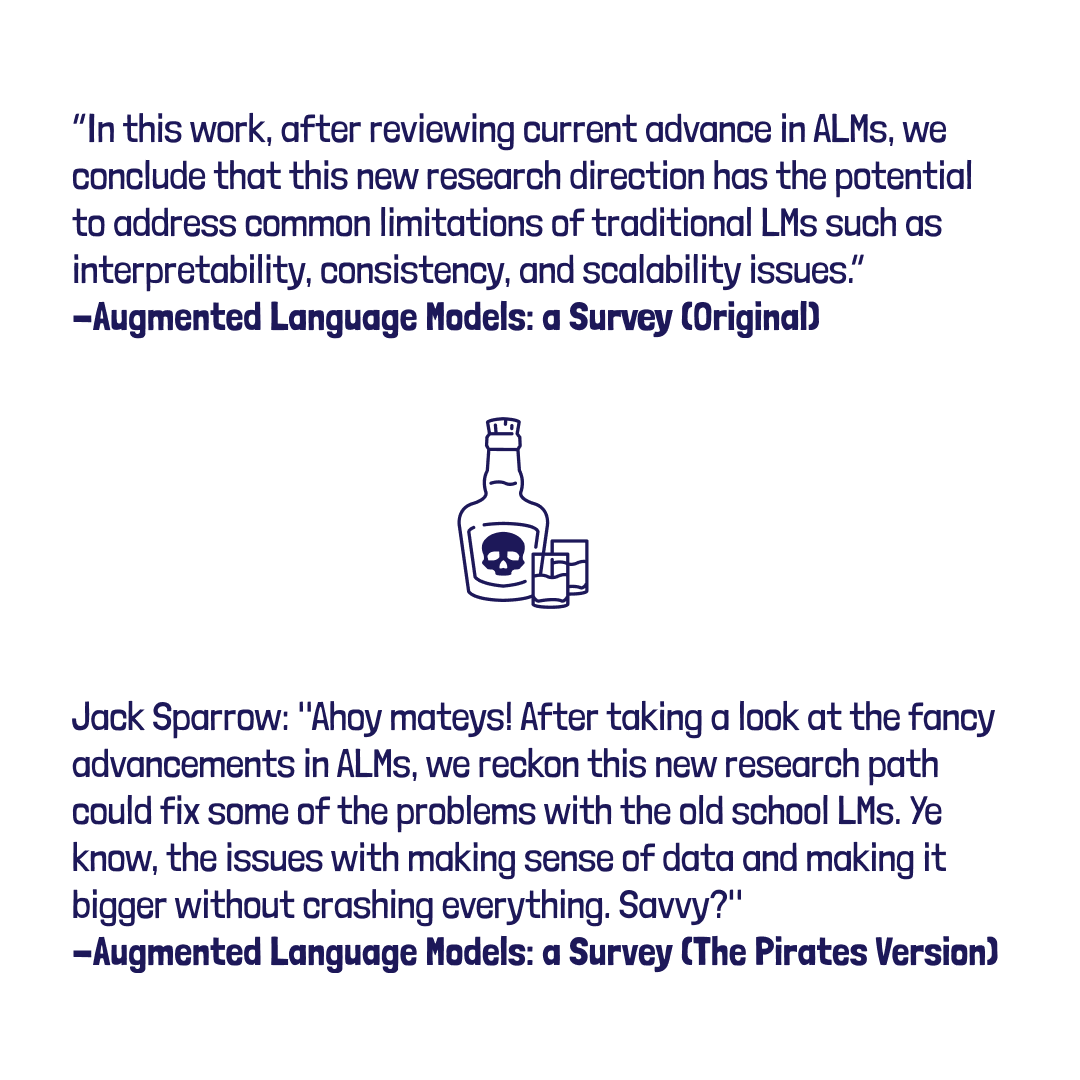 "In this work, after reviewing current advance in ALMs, we
conclude that this new research direction has the potential
to address common limitations of traditional LMs such as
interpretability, consistency, and scalability issues."
–Augmented Language Models: a Survey (Original)
Jack Sparrow: "Ahoy mateys! After taking a look at the fancy
advancements in ALMs, we reckon this new research path
could fix some of the problems with the old school LMs. Ye
know, the issues with making sense of data and making it
bigger without crashing everything. Savvy?"
–Augmented Language Models: a Survey (The Pirates Version)